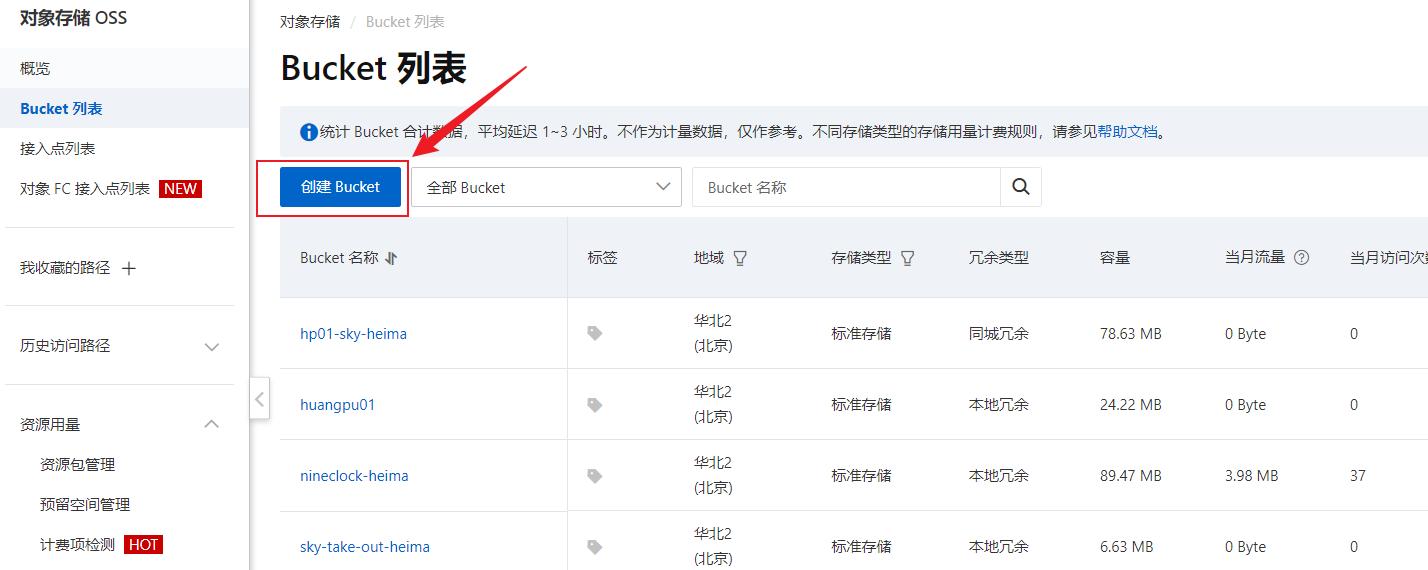 对象存储 OSS
概览
Bucket 列表
接入点列表
对象 FC 接入点列表 NEW
我收藏的路径
历史访问路径
资源用量
资源包管理
预留空间管理
计费项检测 HOT
对象存储 / Bucket 列表
Bucket 列表
统计 Bucket 合计数据，平均延迟 1~3 小时。不作为计量数据，仅作参考。不同存储类型的存储用量计费规则，请参见帮助文档。
创建 Bucket 全部 Bucket Bucket 名称
Bucket 名称 标签 地域 存储类型 冗余类型 容量 当月流量 当月访问次数
hp01-sky-heima 华北2 (北京) 标准存储 同城冗余 78.63 MB 0 Byte 0
huangpu01 华北2 (北京) 标准存储 本地冗余 24.22 MB 0 Byte 0
nineclock-heima 华北2 (北京) 标准存储 本地冗余 89.47 MB 3.98 MB 37
sky-take-out-heima 华北2 (北京) 标准存储 本地冗余 6.63 MB 0 Byte 0